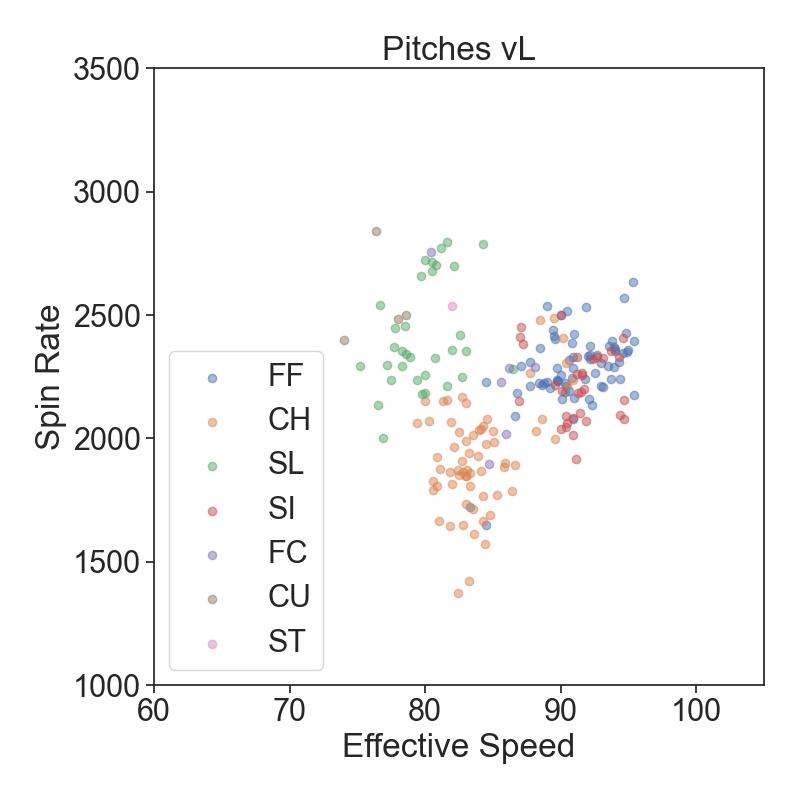 Pitches vL
3500
3000
2500
2000
1500
1000
Spin Rate
FF
CH
SL
SI
FC
CU
ST
60 70 80 90 100
Effective Speed